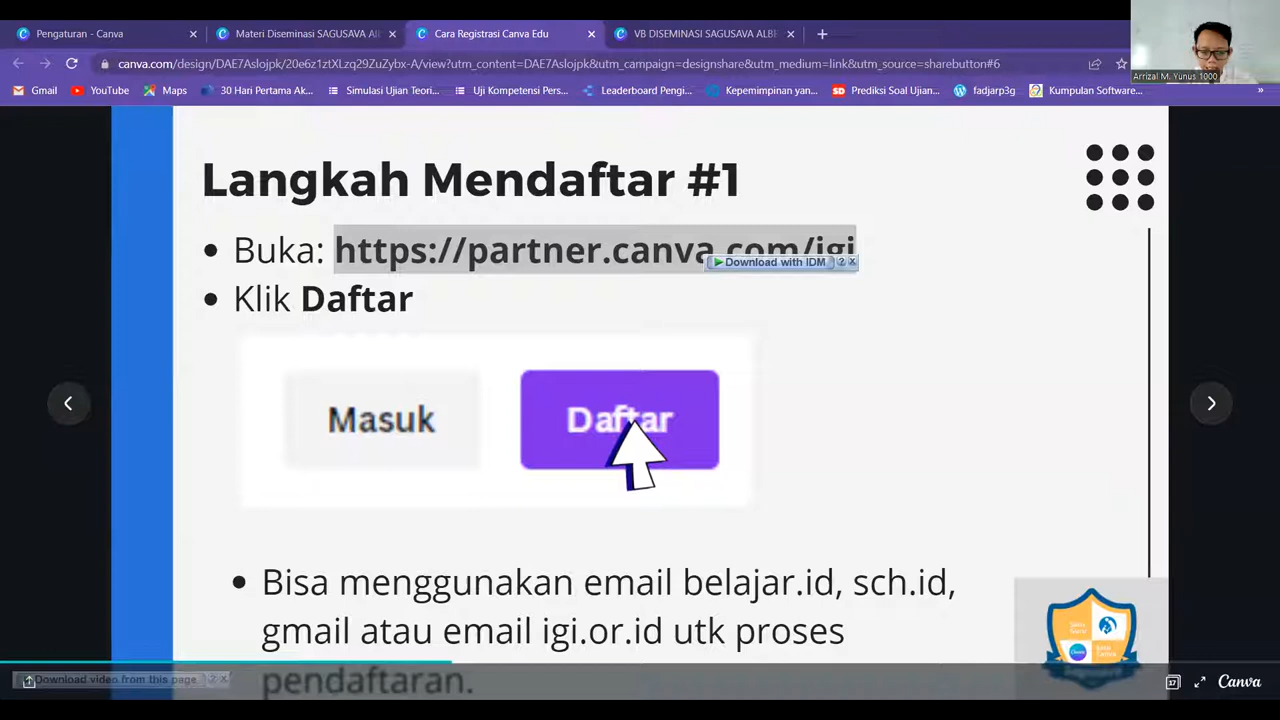 Pengaturan - Canva
Materi Diseminasi SAGUSAVA ALB
Cara Registrasi Canva Edu
VB DISEMINASI SAGUSAVA ALBE
canva.com/design/DAE7Aslojpk/20e6z1ztXLzq29ZuZybx-A/view?utm_content=DAE7Aslojpk&utm_campaign=designshare&utm_medium=link&utm_source=sharebutton#6
Arrizal M. Yunus 1000
Gmail
YouTube
Maps
30 Hari Pertama Ak...
Simulasi Ujian Teori...
Uji Kompetensi Pers...
Leaderboard Pengi...
Kepemimpinan yan...
Prediksi Soal Ujian...
fadjarp3g
Kumpulan Software...
»
Langkah Mendaftar #1
• Buka: https://partner.canva.com/igi
Download with IDM ? x
• Klik Daftar
Masuk
Daftar
• Bisa menggunakan email belajar.id, sch.id,
gmail atau email igi.or.id utk proses
pendaftaran.
Download video from this page ? x
Canva